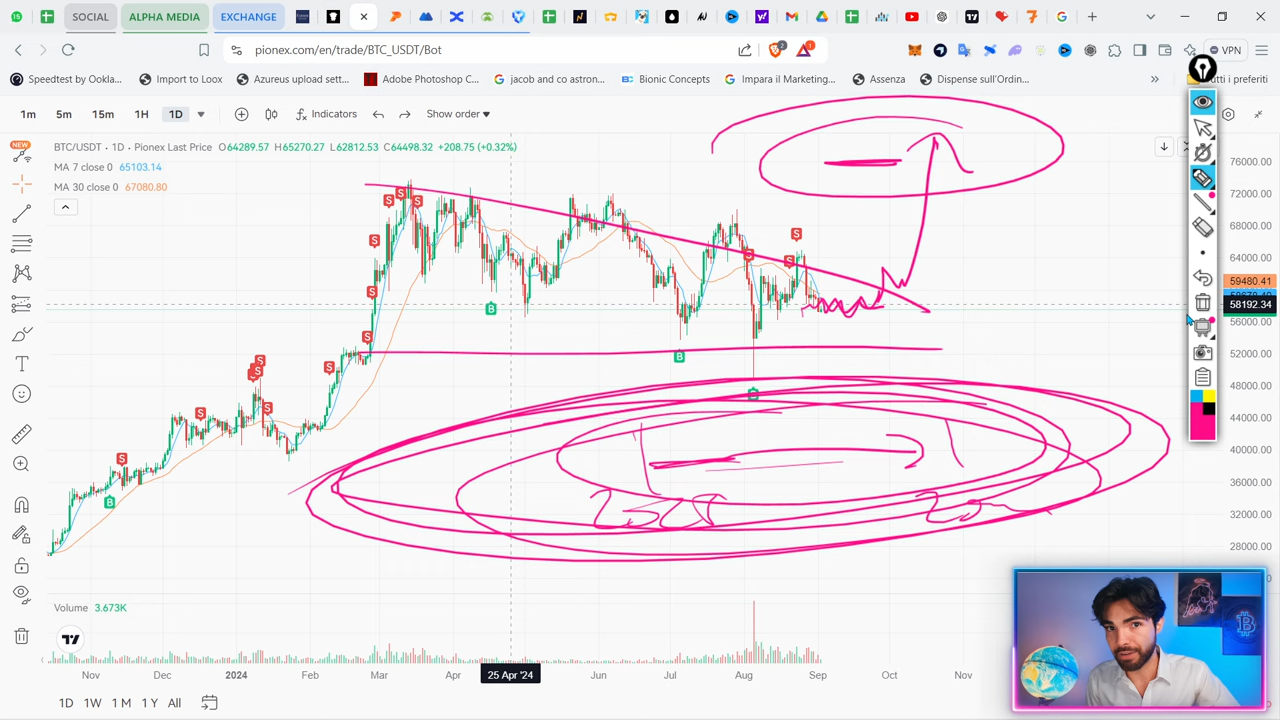 SOCIAL
ALPHA MEDIA
EXCHANGE
pionex.com/en/trade/BTC_USDT/Bot
VPN
Speedtest by Ookla...
Import to Loox
Azureus upload sett...
Adobe Photoshop C...
jacob and co astron...
Bionic Concepts
Impara il Marketing...
Assenza
Dispense sull'Ordin...
Tutti i preferiti
1m
5m
15m
1H
1D
Indicators
Show order
BTCUSDT · 1D · Pionex Last Price O64289.57 H65270.27 L62812.53 C64498.32 +208.75 (+0.32%)
MA 7 close 0 65103.14
MA 30 close 0 67080.80
NEW
76000.00
72000.00
68000.00
64000.00
59480.41
58192.34
56000.00
52000.00
48000.00
44000.00
40000.00
36000.00
32000.00
28000.00
Volume 3.673K
Nov
Dec
2024
Feb
Mar
Apr
25 Apr '24
Jun
Jul
Aug
Sep
Oct
Nov
1D
1W
1 M
1 Y
All